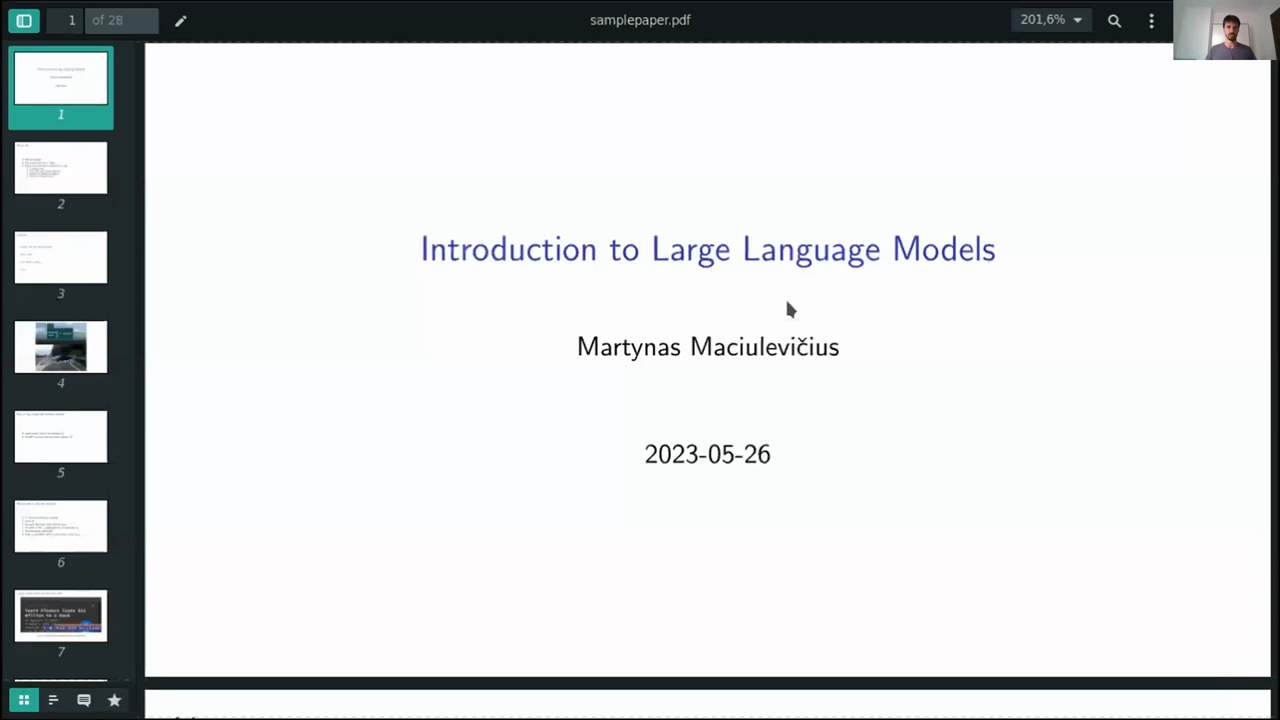 1
of 28
samplepaper.pdf
201,6%
1
2
3
4
5
6
7
Introduction to Large Language Models
Martynas Maciulevičius
2023-05-26